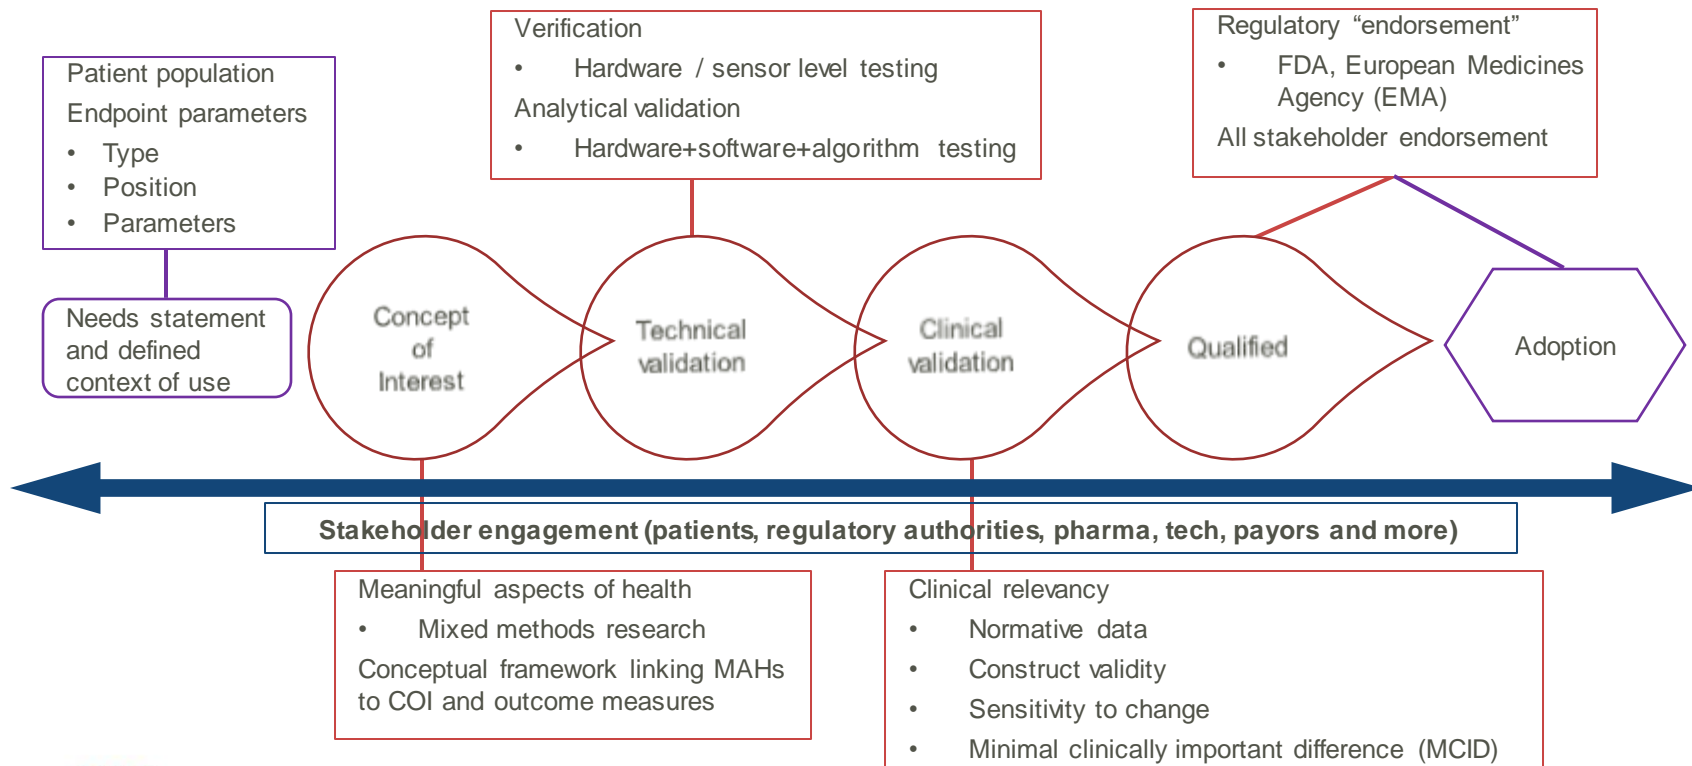 Patient population
Endpoint parameters
• Type
• Position
• Parameters
Needs statement
and defined
context of use
Verification
• Hardware / sensor level testing
Analytical validation
• Hardware+software+algorithm testing
Regulatory “endorsement”
• FDA, European Medicines
Agency (EMA)
All stakeholder endorsement
Concept
of
Interest
Technical
validation
Clinical
validation
Qualified
Adoption
Stakeholder engagement (patients, regulatory authorities, pharma, tech, payors and more)
Meaningful aspects of health
• Mixed methods research
Conceptual framework linking MAHs
to COI and outcome measures
Clinical relevancy
• Normative data
• Construct validity
• Sensitivity to change
• Minimal clinically important difference (MCID)